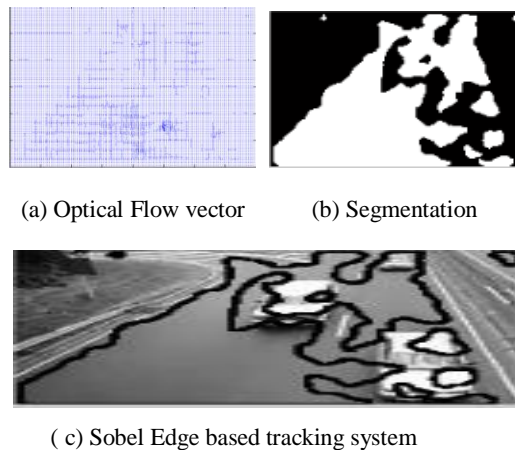 (a) Optical Flow vector
(b) Segmentation
( c) Sobel Edge based tracking system